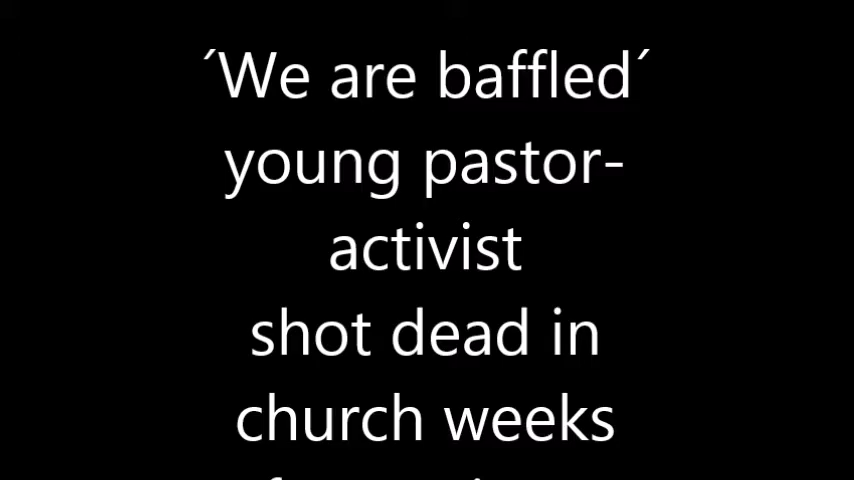 ´We are baffled´
young pastor-
activist
shot dead in
church weeks